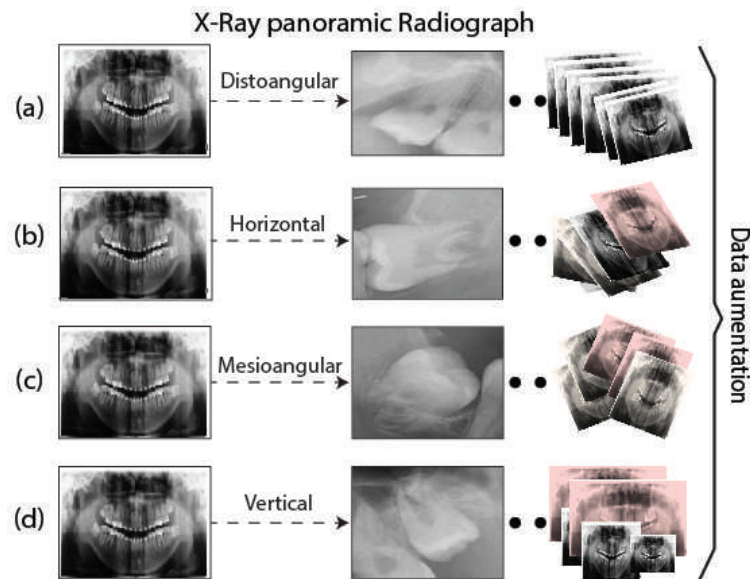 X-Ray panoramic Radiograph
(a)
Distoangular
(b)
Horizontal
(c)
Mesioangular
(d)
Vertical
Data aumentation